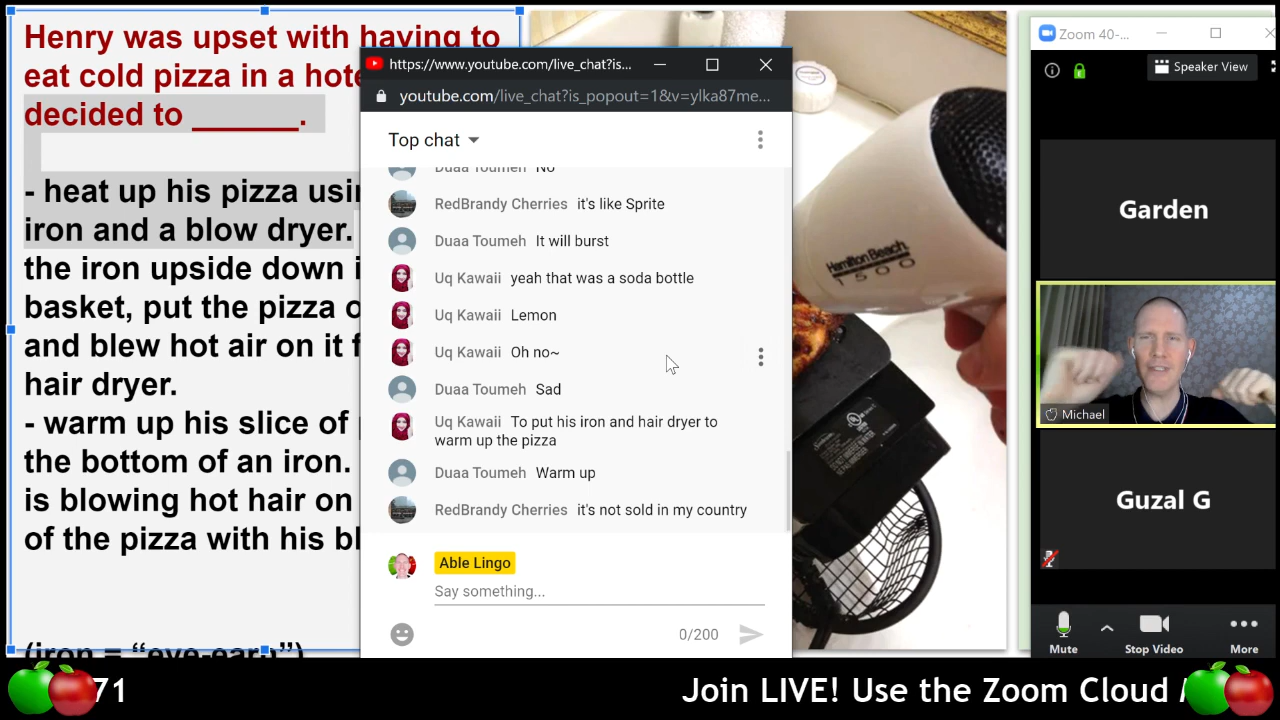 Henry was upset with having to
eat cold pizza in a hote
decided to ______.
- heat up his pizza usin
iron and a blow dryer.
the iron upside down i
basket, put the pizza o
and blew hot air on it f
hair dryer.
- warm up his slice of
the bottom of an iron.
is blowing hot hair on
of the pizza with his bl
(iron = “eye-earn”)
https://www.youtube.com/live_chat?is...
youtube.com/live_chat?is_popout=1&v=ylka87me...
Top chat
Duaa Toumeh No
RedBrandy Cherries it's like Sprite
Duaa Toumeh It will burst
Uq Kawaii yeah that was a soda bottle
Uq Kawaii Lemon
Uq Kawaii Oh no~
Duaa Toumeh Sad
Uq Kawaii To put his iron and hair dryer to
warm up the pizza
Duaa Toumeh Warm up
RedBrandy Cherries it's not sold in my country
Able Lingo
Say something...
0/200
Hamilton Beach
1500
Zoom 40-...
Speaker View
Garden
Michael
Guzal G
Mute
Stop Video
More
71
Join LIVE! Use the Zoom Cloud